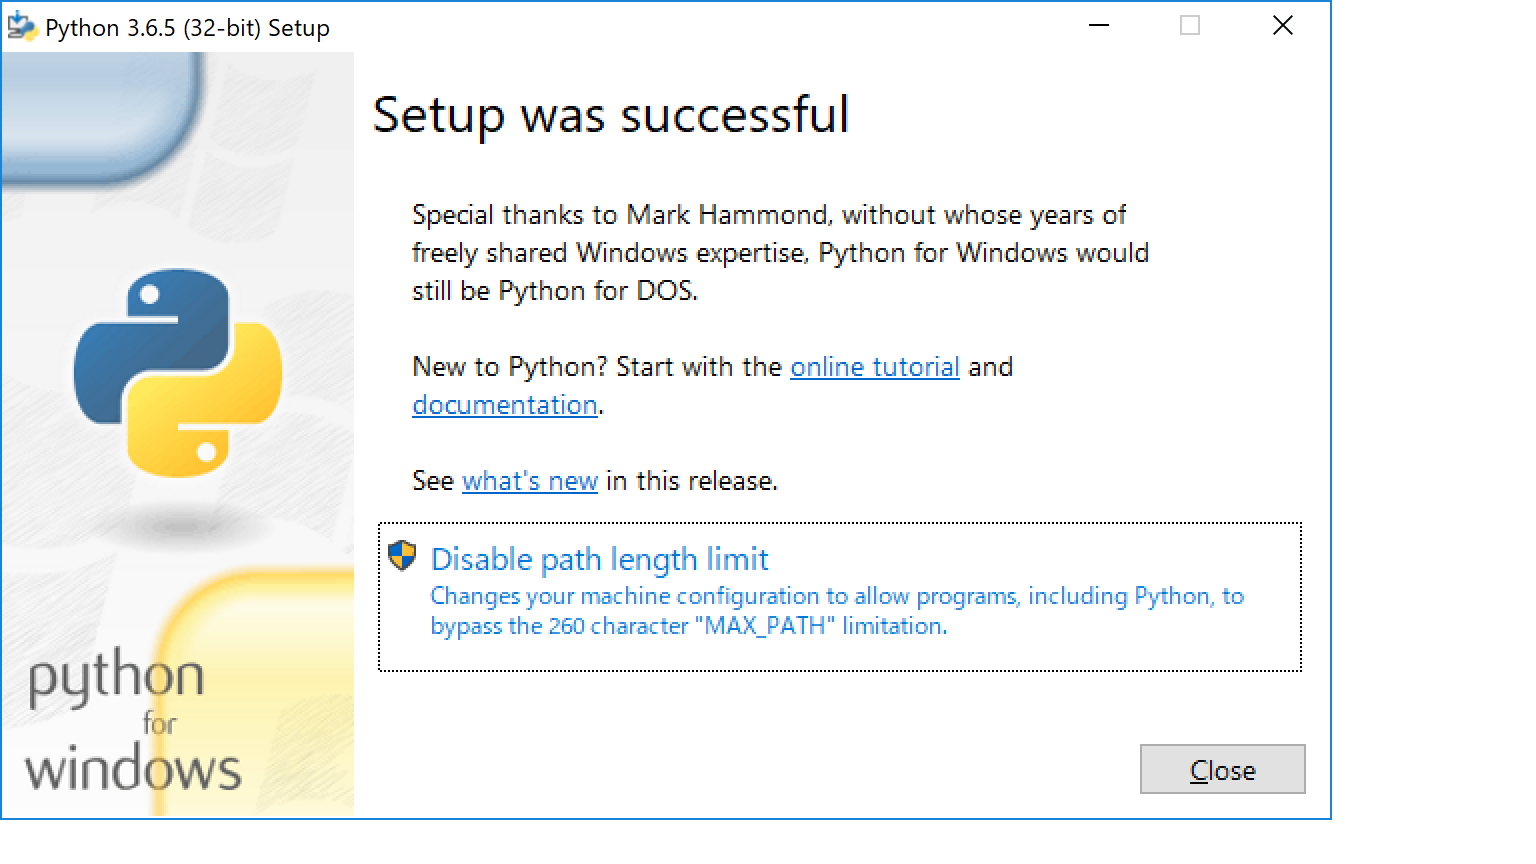 Python 3.6.5 (32-bit) Setup
Setup was successful
Special thanks to Mark Hammond, without whose years of
freely shared Windows expertise, Python for Windows would
still be Python for DOS.
New to Python? Start with the online tutorial and
documentation.
See what's new in this release.
Disable path length limit
Changes your machine configuration to allow programs, including Python, to
bypass the 260 character "MAX_PATH" limitation.
python
for
windows
Close